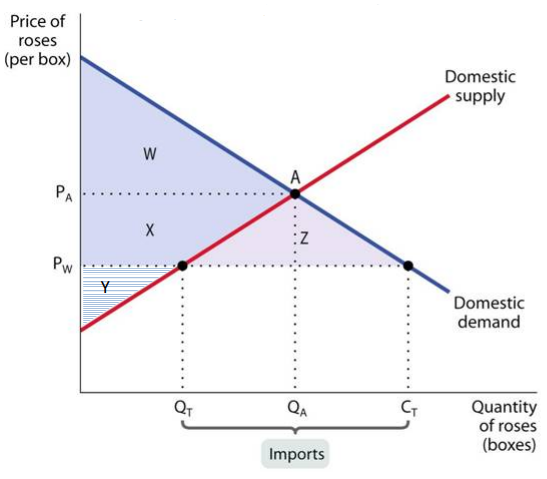 Price of
roses
(per box)
Domestic
supply
W
A
P_A
X
Z
P_W
Y
Domestic
demand
Q_T
Q_A
C_T
Quantity
of roses
(boxes)
Imports